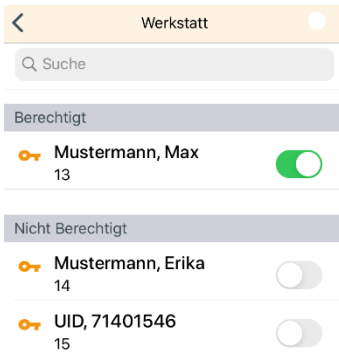 Werkstatt
Suche
Berechtigt
Mustermann, Max
13
Nicht Berechtigt
Mustermann, Erika
14
UID, 71401546
15